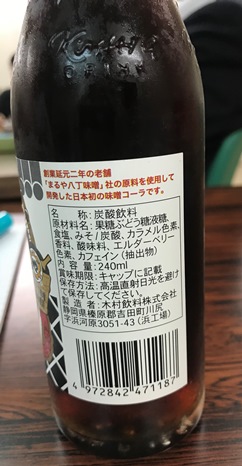 創業延元二年の老舗
「まるや八丁味噌」社の原料を使用して
開発した日本初の味噌コーラです。
名 称: 炭酸飲料
原材料名: 果糖ぶどう糖液糖、
食塩、みそ/炭酸、カラメル色素、
香料、酸味料、エルダーベリー
色素、カフェイン(抽出物)
内 容 量: 240ml
賞味期限: キャップに記載
保存方法: 高温直射日光を避け
て保存してください。
製 造 者: 木村飲料株式会社
静岡県榛原郡吉田町川尻
字浜河原3051-43(浜工場)
4 972842 471187